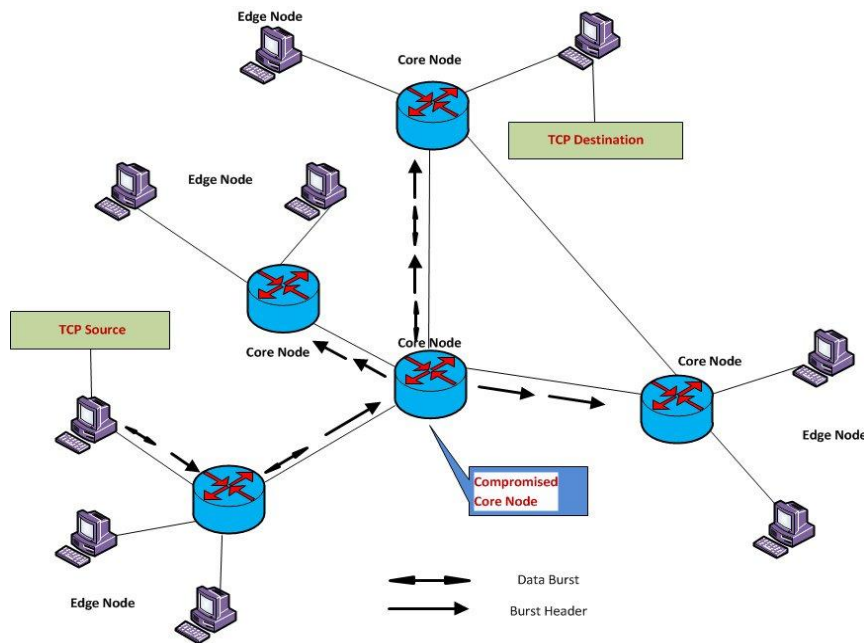 Edge Node
Core Node
TCP Destination
Edge Node
TCP Source
Core Node
Core Node
Core Node
Edge Node
Compromised
Core Node
Data Burst
Edge Node
Burst Header